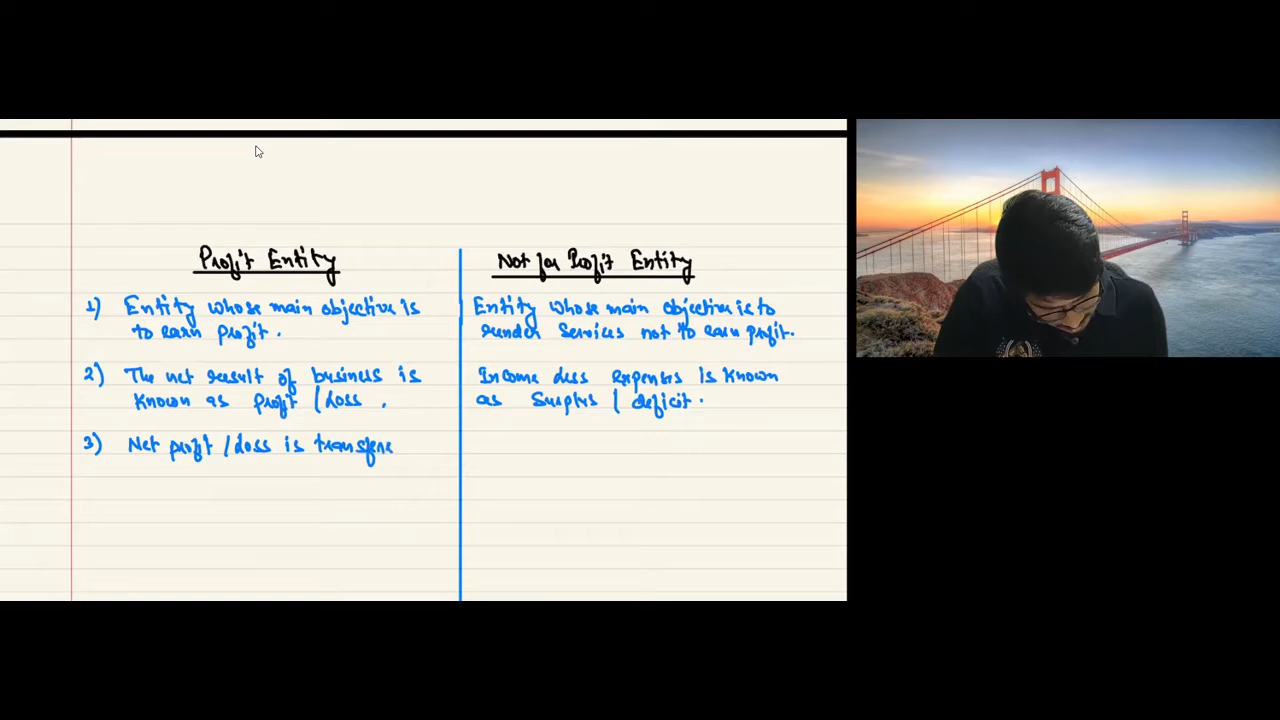 Profit Entity
Not for Profit Entity
1) Entity whose main objective is
to earn profit.
Entity whose main objective is to
render services not to earn profit.
2) The net result of business is
known as profit / loss.
Income less expenses is known
as Surplus / deficit.
3) Net profit / loss is transfere